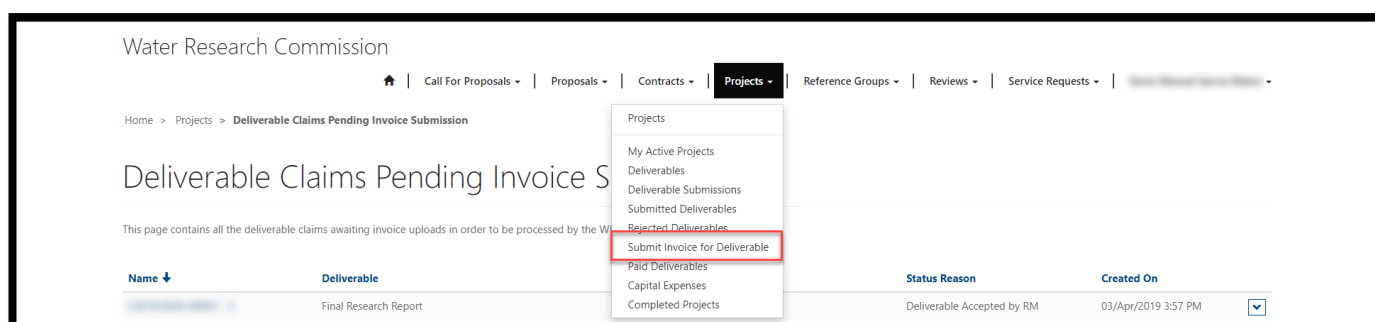 Water Research Commission
Call For Proposals | Proposals | Contracts | Projects | Reference Groups | Reviews | Service Requests |
Home > Projects > Deliverable Claims Pending Invoice Submission
Projects
My Active Projects
Deliverables
Deliverable Submissions
Submitted Deliverables
Rejected Deliverables
Submit Invoice for Deliverable
Paid Deliverables
Capital Expenses
Completed Projects
Deliverable Claims Pending Invoice S
This page contains all the deliverable claims awaiting invoice uploads in order to be processed by the
Name Deliverable Status Reason Created On
Final Research Report Deliverable Accepted by RM 03/Apr/2019 3:57 PM